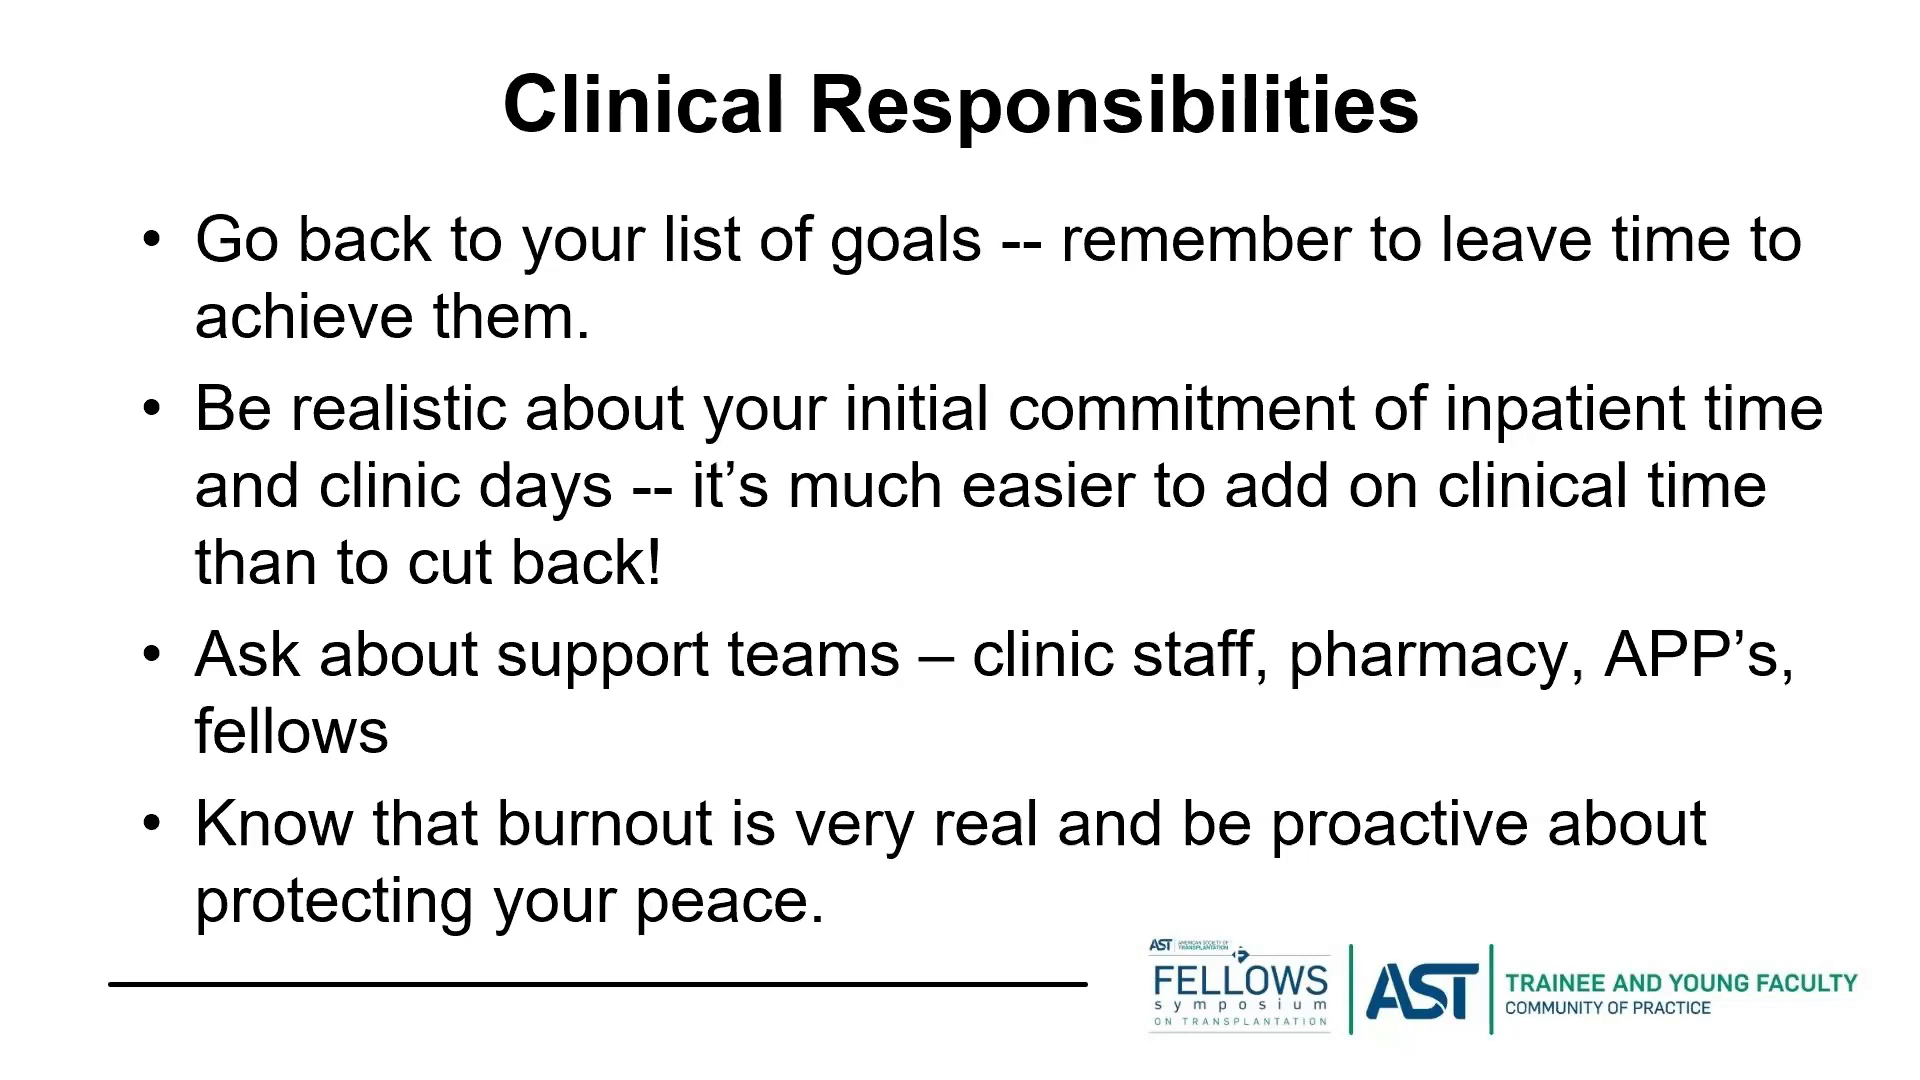 Clinical Responsibilities
• Go back to your list of goals -- remember to leave time to
achieve them.
• Be realistic about your initial commitment of inpatient time
and clinic days -- it’s much easier to add on clinical time
than to cut back!
• Ask about support teams – clinic staff, pharmacy, APP’s,
fellows
• Know that burnout is very real and be proactive about
protecting your peace.
AST AMERICAN SOCIETY OF
TRANSPLANTATION
FELLOWS
symposium
ON TRANSPLANTATION
AST
TRAINEE AND YOUNG FACULTY
COMMUNITY OF PRACTICE